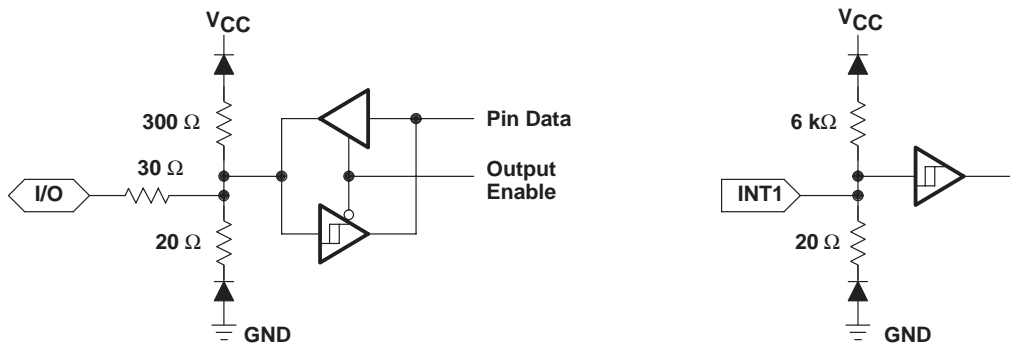 VCC
300 Ω
30 Ω
I/O
20 Ω
GND
Pin Data
Output
Enable
VCC
6 kΩ
INT1
20 Ω
GND